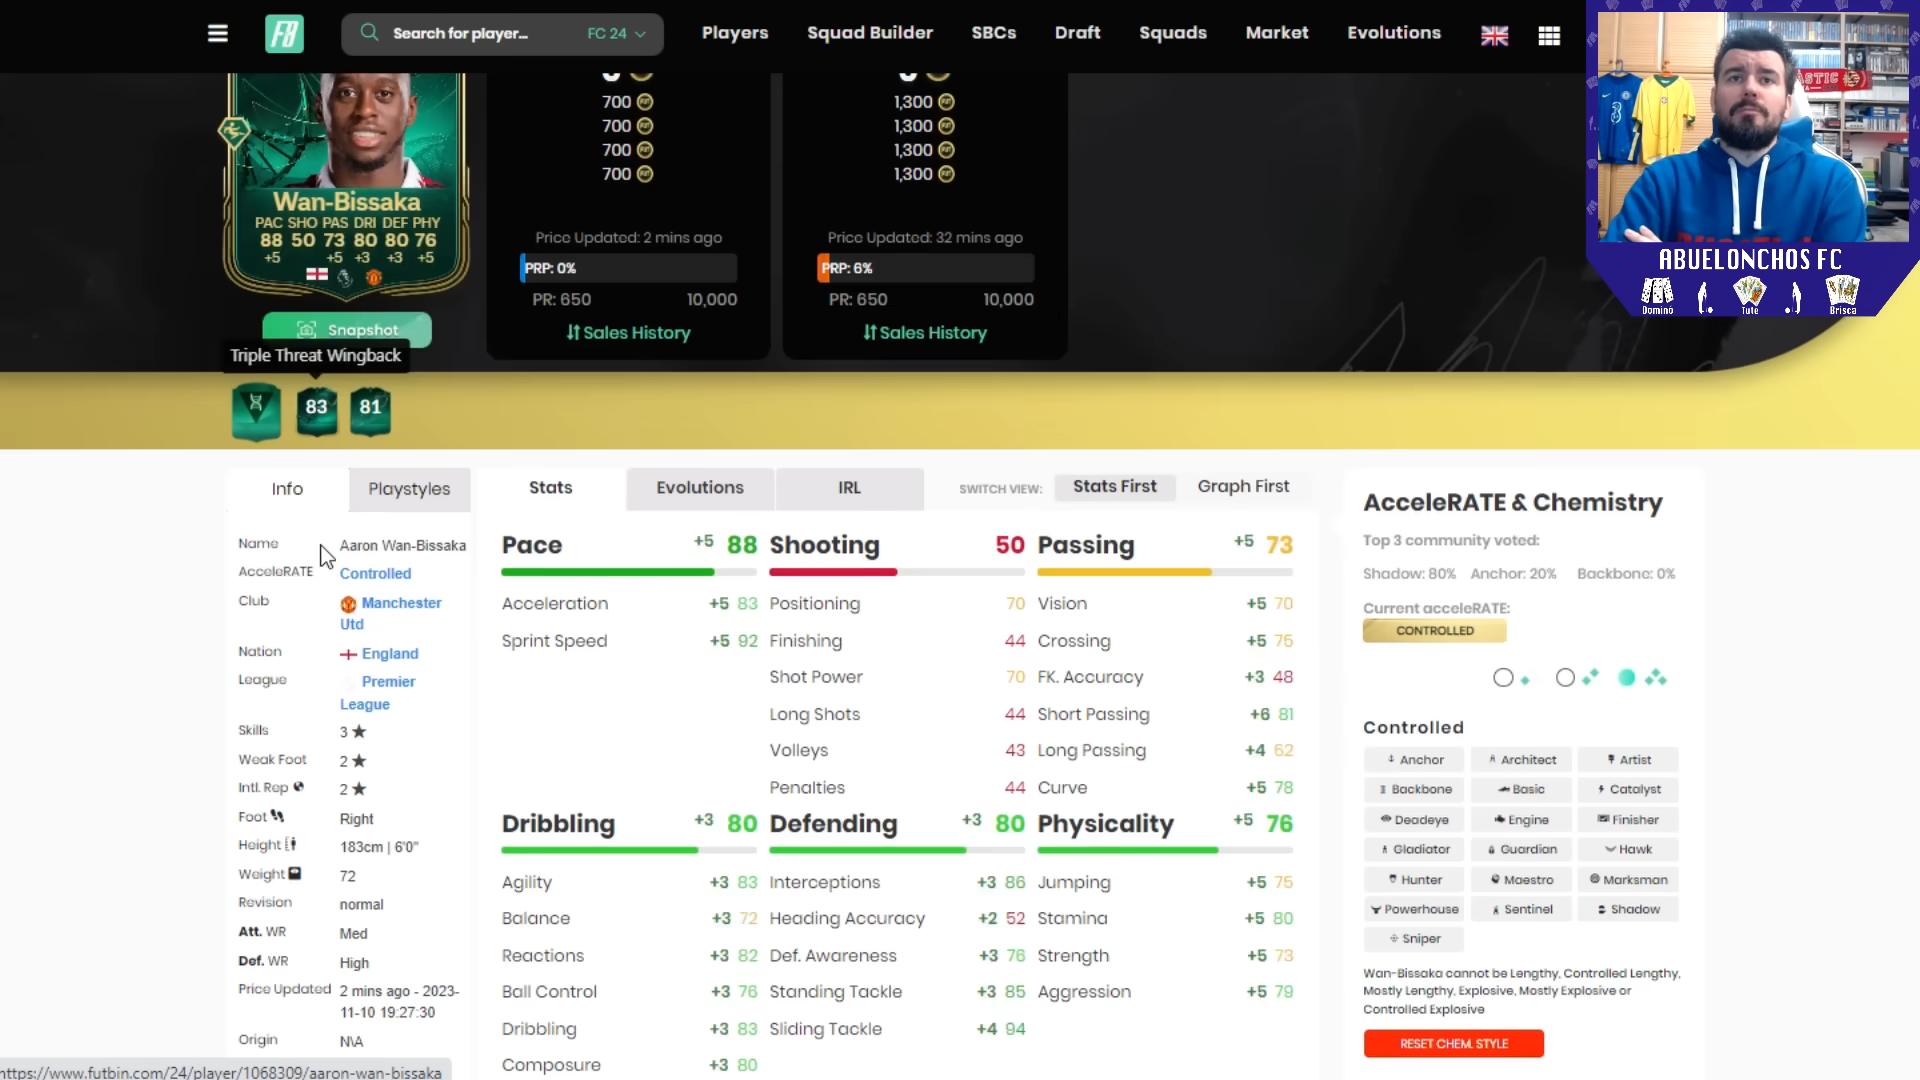 Search for player...
FC 24
Players
Squad Builder
SBCs
Draft
Squads
Market
Evolutions
Wan-Bissaka
PAC SHO PAS DRI DEF PHY
88 50 73 80 80 76
+5 +5 +3 +3 +5
Snapshot
Triple Threat Wingback
83
81
700
700
700
700
Price Updated: 2 mins ago
PRP: 0%
PR: 650
10,000
Sales History
1,300
1,300
1,300
1,300
Price Updated: 32 mins ago
PRP: 6%
PR: 650
10,000
Sales History
ASTIC
3
ABUELONCHOS FC
Dominó
Tute
Brisca
Info
Playstyles
Name Aaron Wan-Bissaka
AcceleRATE Controlled
Club Manchester
Utd
Nation England
League Premier
League
Skills 3
Weak Foot 2
Intl. Rep 2
Foot Right
Height 183cm | 6'0"
Weight 72
Revision normal
Att. WR Med
Def. WR High
Price Updated 2 mins ago - 2023-
11-10 19:27:30
Origin N\A
https://www.futbin.com/24/player/1068309/aaron-wan-bissaka
Stats
Evolutions
IRL
SWITCH VIEW:
Stats First
Graph First
Pace +5 88
Acceleration +5 83
Sprint Speed +5 92
Shooting 50
Positioning 70
Finishing 44
Shot Power 70
Long Shots 44
Volleys 43
Penalties 44
Passing +5 73
Vision +5 70
Crossing +5 75
FK. Accuracy +3 48
Short Passing +6 81
Long Passing +4 62
Curve +5 78
Dribbling +3 80
Agility +3 83
Balance +3 72
Reactions +3 82
Ball Control +3 76
Dribbling +3 83
Composure +3 80
Defending +3 80
Interceptions +3 86
Heading Accuracy +2 52
Def. Awareness +3 76
Standing Tackle +3 85
Sliding Tackle +4 94
Physicality +5 76
Jumping +5 75
Stamina +5 80
Strength +5 73
Aggression +5 79
AcceleRATE & Chemistry
Top 3 community voted:
Shadow: 80% Anchor: 20% Backbone: 0%
Current acceleRATE:
CONTROLLED
Controlled
Anchor Architect Artist
Backbone Basic Catalyst
Deadeye Engine Finisher
Gladiator Guardian Hawk
Hunter Maestro Marksman
Powerhouse Sentinel Shadow
Sniper
Wan-Bissaka cannot be Lengthy, Controlled Lengthy,
Mostly Lengthy, Explosive, Mostly Explosive or
Controlled Explosive
RESET CHEM. STYLE